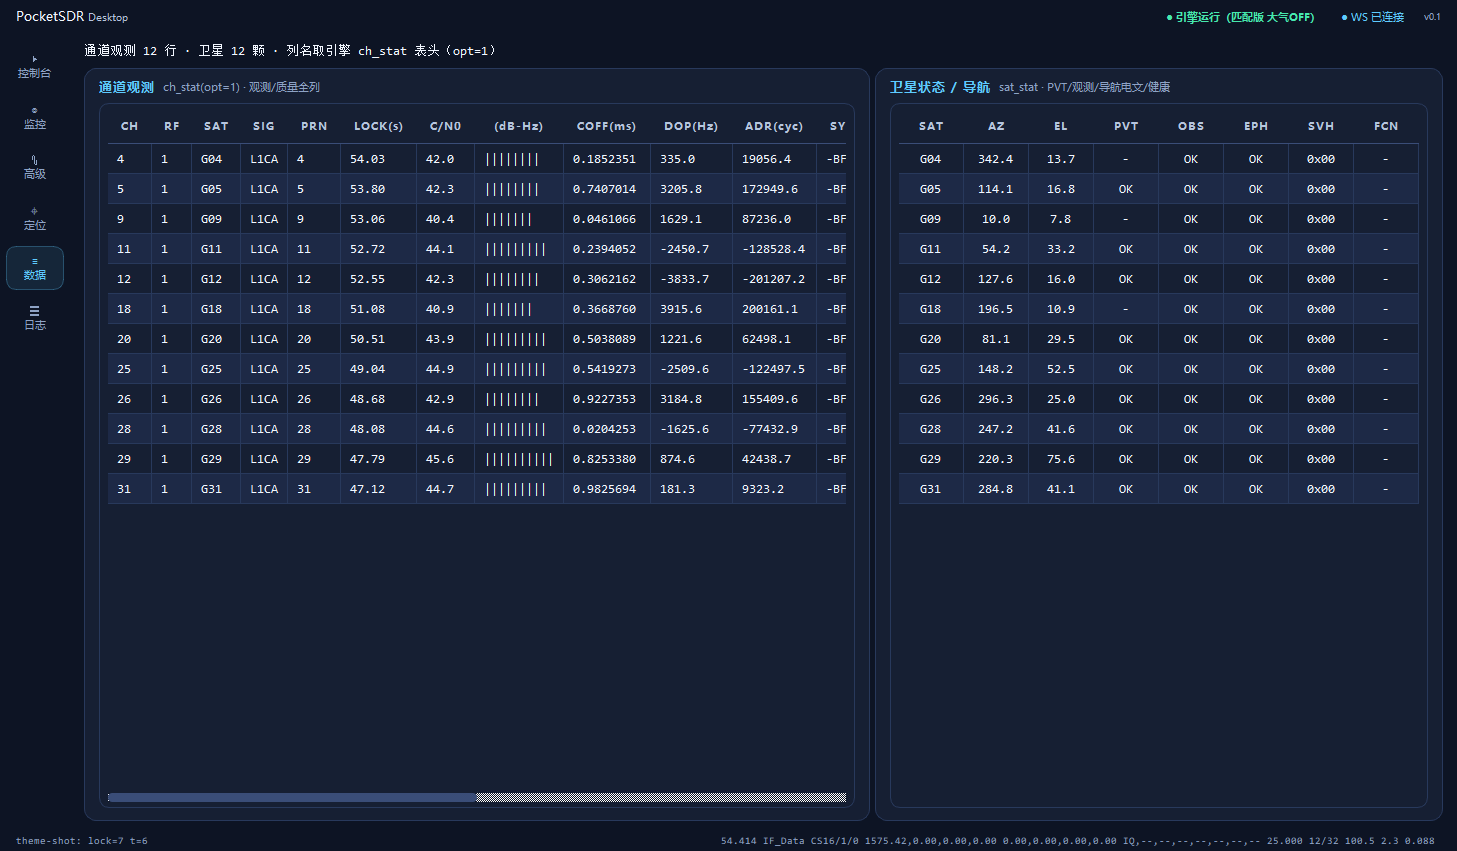 PocketSDR Desktop
● 引擎运行（匹配版 大气OFF） ● WS 已连接 v0.1
控制台
监控
高级
定位
数据
日志
通道观测 12 行 · 卫星 12 颗 · 列名取引擎 ch_stat 表头（opt=1）
通道观测 ch_stat(opt=1) · 观测/质量全列
CH RF SAT SIG PRN LOCK(s) C/N0 (dB-Hz) COFF(ms) DOP(Hz) ADR(cyc) SY
4 1 G04 L1CA 4 54.03 42.0 |||||||| 0.1852351 335.0 19056.4 -BF
5 1 G05 L1CA 5 53.80 42.3 |||||||| 0.7407014 3205.8 172949.6 -BF
9 1 G09 L1CA 9 53.06 40.4 ||||||| 0.0461066 1629.1 87236.0 -BF
11 1 G11 L1CA 11 52.72 44.1 ||||||||| 0.2394052 -2450.7 -128528.4 -BF
12 1 G12 L1CA 12 52.55 42.3 |||||||| 0.3062162 -3833.7 -201207.2 -BF
18 1 G18 L1CA 18 51.08 40.9 ||||||| 0.3668760 3915.6 200161.1 -BF
20 1 G20 L1CA 20 50.51 43.9 ||||||||| 0.5038089 1221.6 62498.1 -BF
25 1 G25 L1CA 25 49.04 44.9 ||||||||| 0.5419273 -2509.6 -122497.5 -BF
26 1 G26 L1CA 26 48.68 42.9 |||||||| 0.9227353 3184.8 155409.6 -BF
28 1 G28 L1CA 28 48.08 44.6 ||||||||| 0.0204253 -1625.6 -77432.9 -BF
29 1 G29 L1CA 29 47.79 45.6 |||||||||| 0.8253380 874.6 42438.7 -BF
31 1 G31 L1CA 31 47.12 44.7 ||||||||| 0.9825694 181.3 9323.2 -BF
卫星状态 / 导航 sat_stat · PVT/观测/导航电文/健康
SAT AZ EL PVT OBS EPH SVH FCN
G04 342.4 13.7 - OK OK 0x00 -
G05 114.1 16.8 OK OK OK 0x00 -
G09 10.0 7.8 - OK OK 0x00 -
G11 54.2 33.2 OK OK OK 0x00 -
G12 127.6 16.0 OK OK OK 0x00 -
G18 196.5 10.9 - OK OK 0x00 -
G20 81.1 29.5 OK OK OK 0x00 -
G25 148.2 52.5 OK OK OK 0x00 -
G26 296.3 25.0 OK OK OK 0x00 -
G28 247.2 41.6 OK OK OK 0x00 -
G29 220.3 75.6 OK OK OK 0x00 -
G31 284.8 41.1 OK OK OK 0x00 -
theme-shot: lock=7 t=6
54.414 IF_Data CS16/1/0 1575.42,0.00,0.00,0.00 0.00,0.00,0.00,0.00 IQ,--,--,--,--,--,--,-- 25.000 12/32 100.5 2.3 0.088